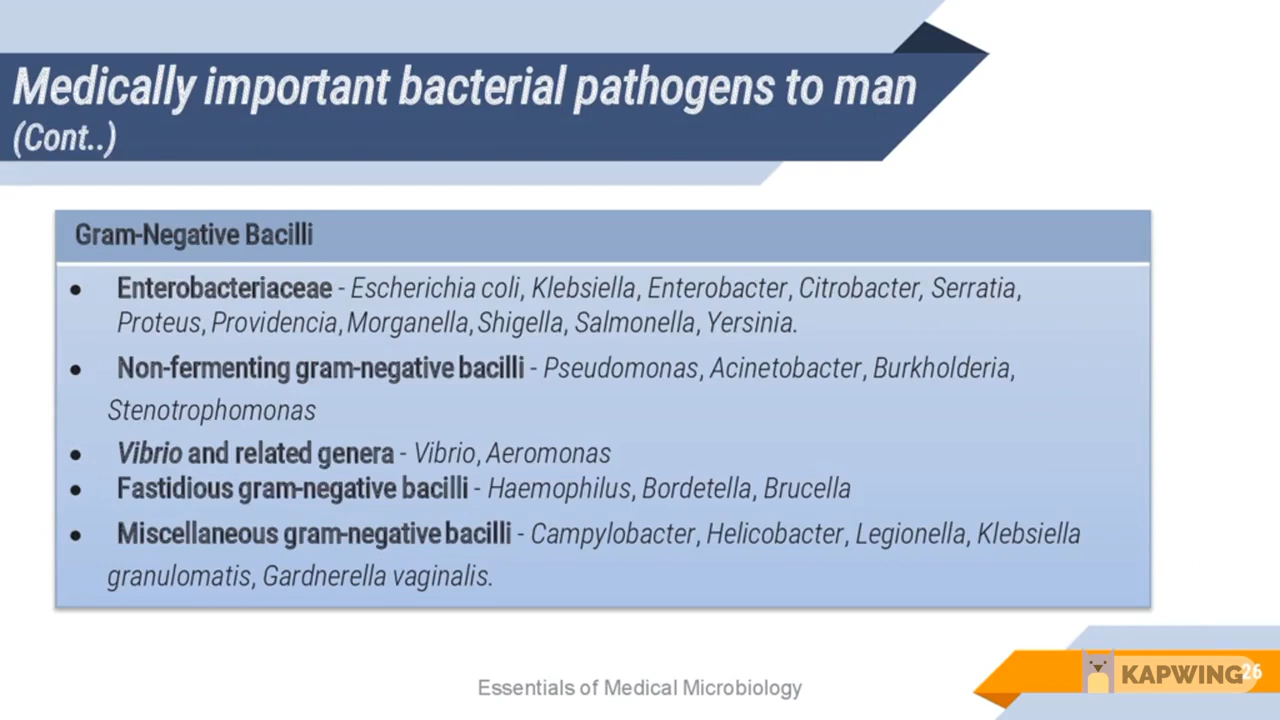 Medically important bacterial pathogens to man
(Cont..)
Gram-Negative Bacilli
• Enterobacteriaceae - Escherichia coli, Klebsiella, Enterobacter, Citrobacter, Serratia,
Proteus, Providencia, Morganella, Shigella, Salmonella, Yersinia.
• Non-fermenting gram-negative bacilli - Pseudomonas, Acinetobacter, Burkholderia,
Stenotrophomonas
• Vibrio and related genera - Vibrio, Aeromonas
• Fastidious gram-negative bacilli - Haemophilus, Bordetella, Brucella
• Miscellaneous gram-negative bacilli - Campylobacter, Helicobacter, Legionella, Klebsiella
granulomatis, Gardnerella vaginalis.
Essentials of Medical Microbiology
KAPWING
26